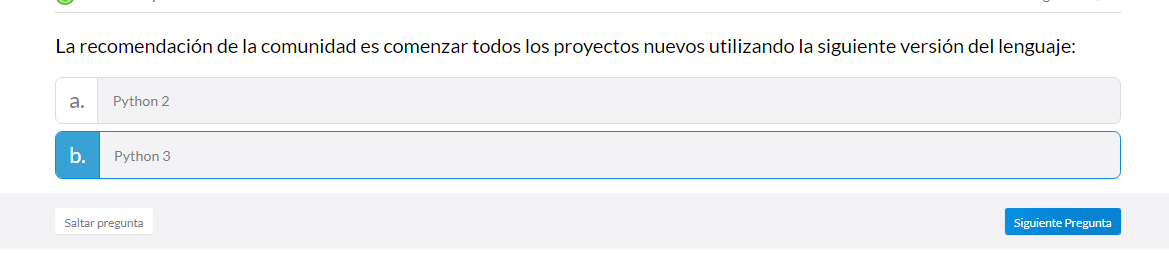 La recomendación de la comunidad es comenzar todos los proyectos nuevos utilizando la siguiente versión del lenguaje:
a. Python 2
b. Python 3
Saltar pregunta
Siguiente Pregunta